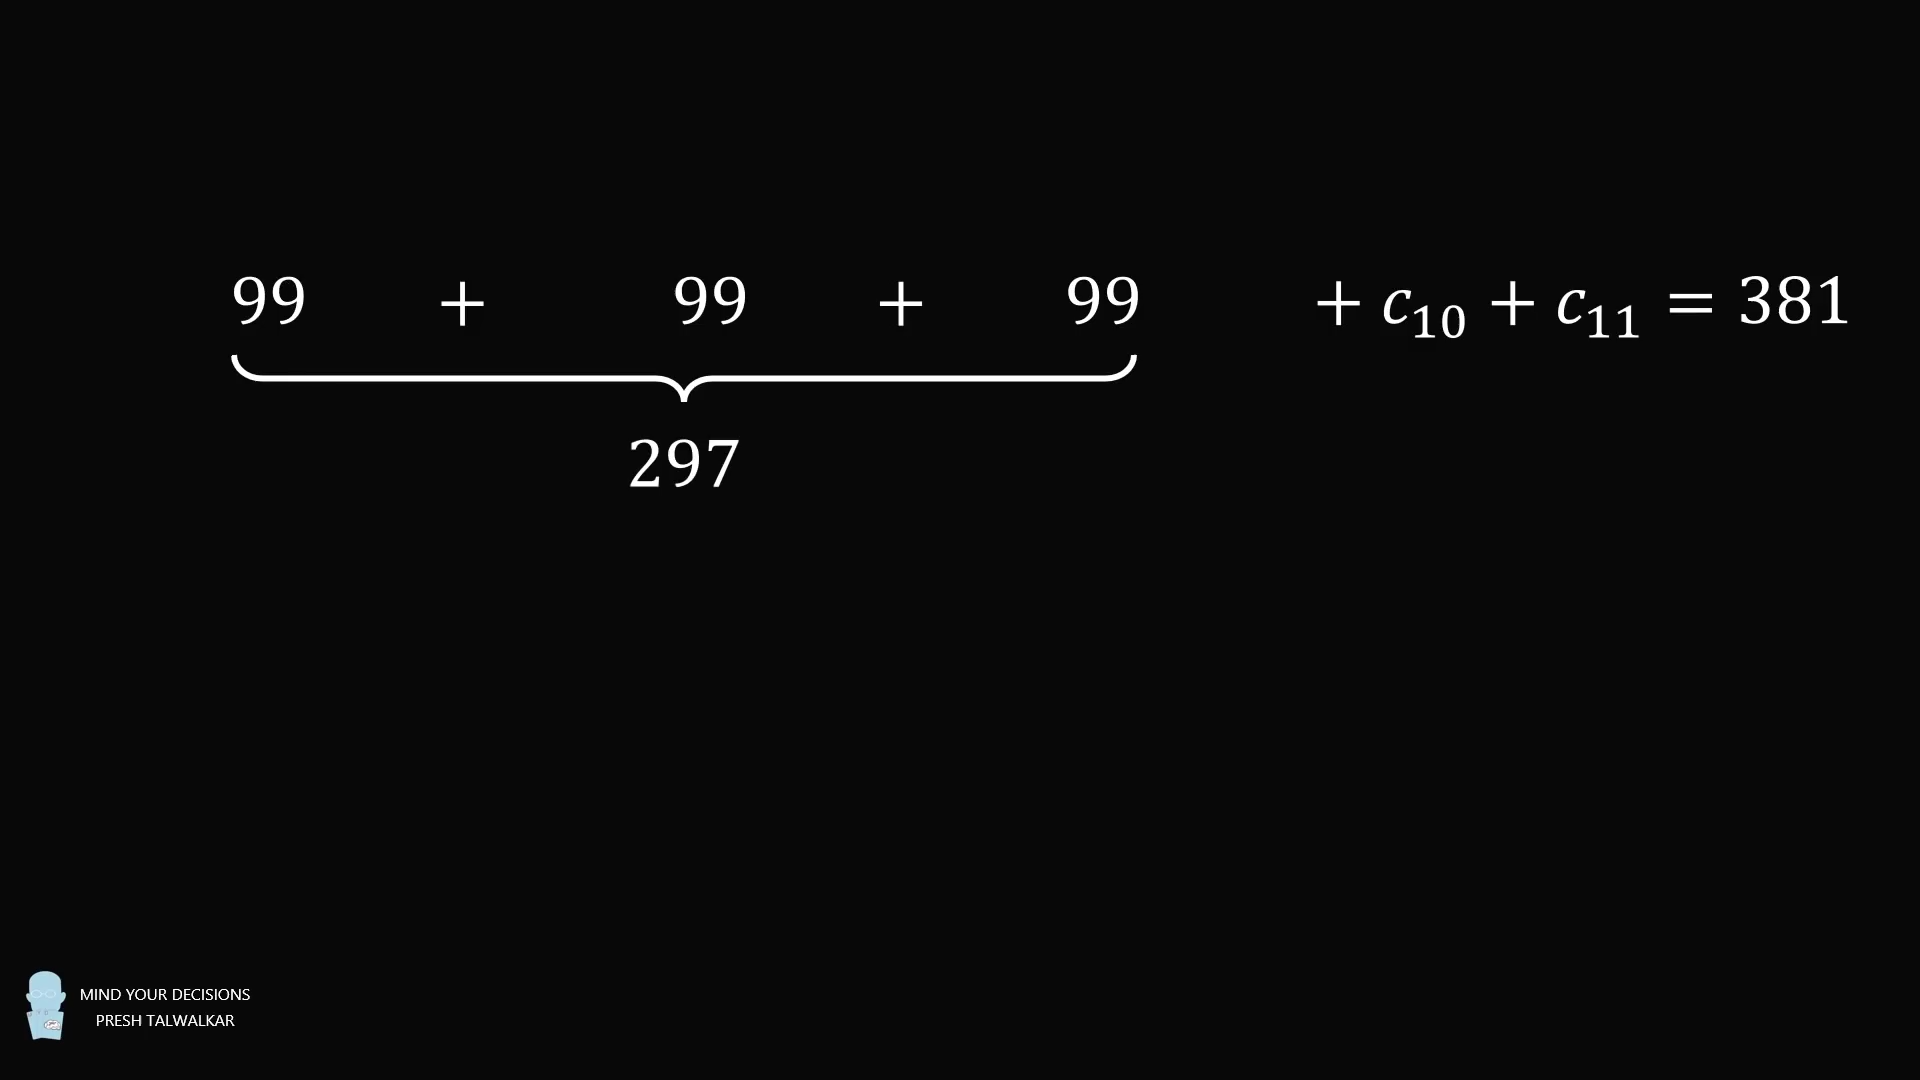 99 + 99 + 99 + c₁₀ + c₁₁ = 381
297
MIND YOUR DECISIONS
PRESH TALWALKAR